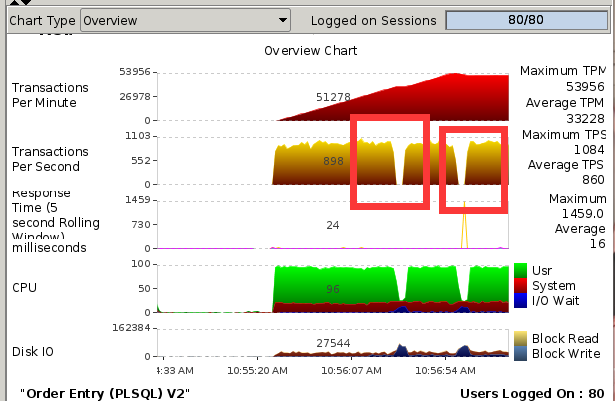 Chart Type Overview Logged on Sessions 80/80
Overview Chart
Transactions
Per Minute
53956
26978
0
51278
Maximum TPM
53956
Average TPM
33228
Transactions
Per Second
1103
552
0
898
Maximum TPS
1084
Average TPS
860
Response
Time (5
second Rolling
Window)
milliseconds
1459
730
0
24
Maximum
1459.0
Average
16
CPU
100
50
0
96
Usr
System
I/O Wait
Disk IO
162384
0
27544
Block Read
Block Write
10:55:20 AM 10:56:07 AM 10:56:54 AM
"Order Entry (PLSQL) V2" Users Logged On : 80